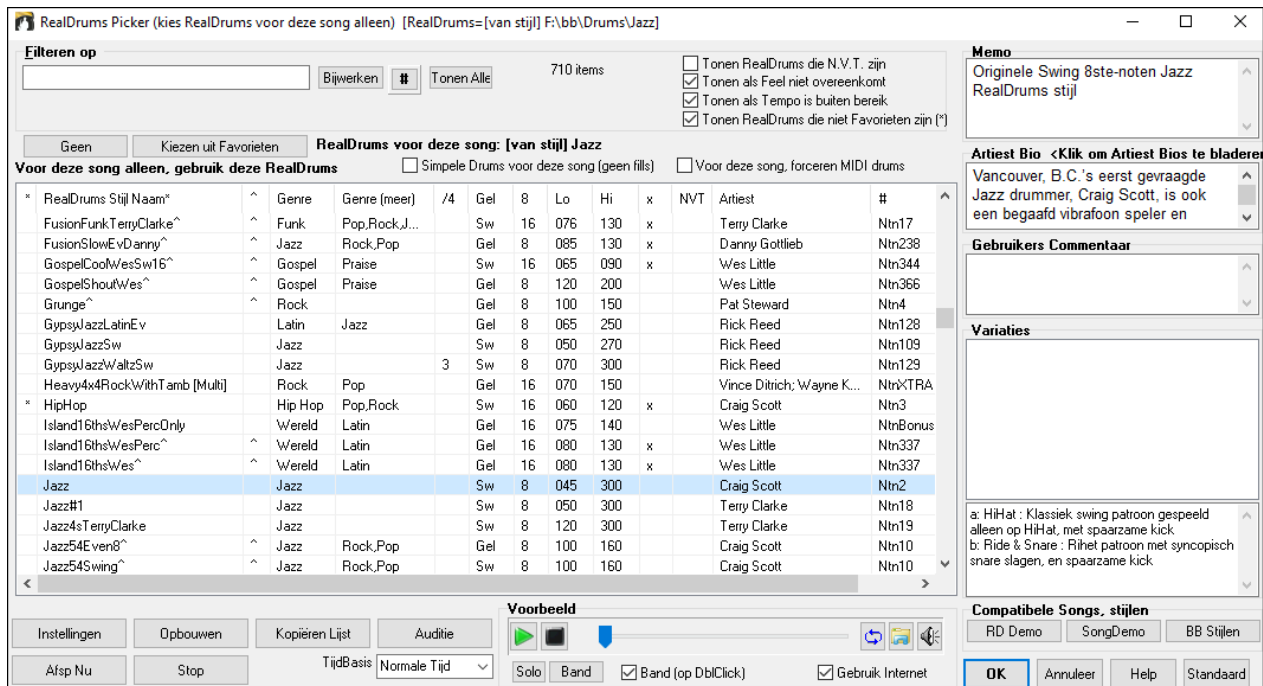 RealDrums Picker (kies RealDrums voor deze song alleen) [RealDrums=[van stijl] F:\bb\Drums\Jazz]
Filteren op
Bijwerken # Tonen Alle 710 items
Tonen RealDrums die N.V.T. zijn
Tonen als Feel niet overeenkomt
Tonen als Tempo is buiten bereik
Tonen RealDrums die niet Favorieten zijn (*)
Geen Kiezen uit Favorieten RealDrums voor deze song: [van stijl] Jazz
Voor deze song alleen, gebruik deze RealDrums Simpele Drums voor deze song (geen fills) Voor deze song, forceren MIDI drums
* RealDrums Stijl Naam* ^ Genre Genre (meer) /4 Gel 8 Lo Hi x NVT Artiest #
FusionFunkTerryClarke^ ^ Funk Pop,Rock,J... Sw 16 076 130 x Terry Clarke Ntn17
FusionSlowEvDanny^ ^ Jazz Rock,Pop Gel 8 085 130 x Danny Gottlieb Ntn238
GospelCoolWesSw16^ ^ Gospel Praise Sw 16 065 090 x Wes Little Ntn344
GospelShoutWes^ ^ Gospel Praise Gel 8 120 200 Wes Little Ntn366
Grunge^ ^ Rock Gel 8 100 150 Pat Steward Ntn4
GypsyJazzLatinEv Latin Jazz Gel 8 065 250 Rick Reed Ntn128
GypsyJazzSw Jazz Sw 8 050 270 Rick Reed Ntn109
GypsyJazzWaltzSw Jazz 3 Sw 8 070 300 Rick Reed Ntn129
Heavy4x4RockWithTamb [Multi] Rock Pop Gel 16 070 150 Vince Ditrich; Wayne K... NtnXTRA
* HipHop Hip Hop Pop,Rock Sw 16 060 120 x Craig Scott Ntn3
Island16thsWesPercOnly Wereld Latin Gel 16 075 140 Wes Little NtnBonus
Island16thsWesPerc^ ^ Wereld Latin Gel 16 080 130 x Wes Little Ntn337
Island16thsWes^ ^ Wereld Latin Gel 16 080 130 x Wes Little Ntn337
Jazz Jazz Sw 8 045 300 Craig Scott Ntn2
Jazz#1 Jazz Sw 8 050 300 Terry Clarke Ntn18
Jazz4sTerryClarke Jazz Sw 8 120 300 Terry Clarke Ntn19
Jazz54Even8^ ^ Jazz Rock,Pop Gel 8 100 160 Craig Scott Ntn10
Jazz54Swing^ ^ Jazz Rock,Pop Sw 8 100 160 Craig Scott Ntn10
Memo
Originele Swing 8ste-noten Jazz
RealDrums stijl
Artiest Bio <Klik om Artiest Bios te bladeren
Vancouver, B.C.'s eerst gevraagde
Jazz drummer, Craig Scott, is ook
een begaafd vibrafoon speler en
Gebruikers Commentaar
Variaties
a: HiHat : Klassiek swing patroon gespeeld
alleen op HiHat, met spaarzame kick
b: Ride & Snare : Rihet patroon met syncopisch
snare slagen, en spaarzame kick
Instellingen Opbouwen Kopiëren Lijst Auditie
Afsp Nu Stop TijdBasis Normale Tijd
Voorbeeld
Solo Band Band (op DblClick) Gebruik Internet
Compatibele Songs, stijlen
RD Demo SongDemo BB Stijlen
OK Annuleer Help Standaard